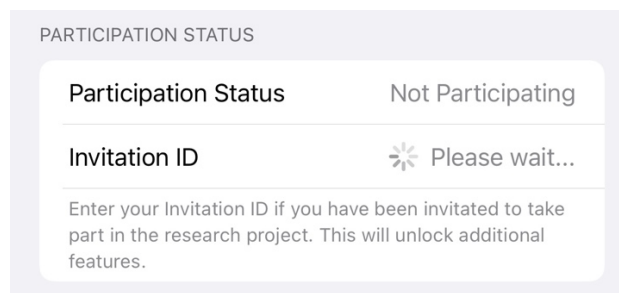 PARTICIPATION STATUS
Participation Status Not Participating
Invitation ID Please wait...
Enter your Invitation ID if you have been invitated to take
part in the research project. This will unlock additional
features.